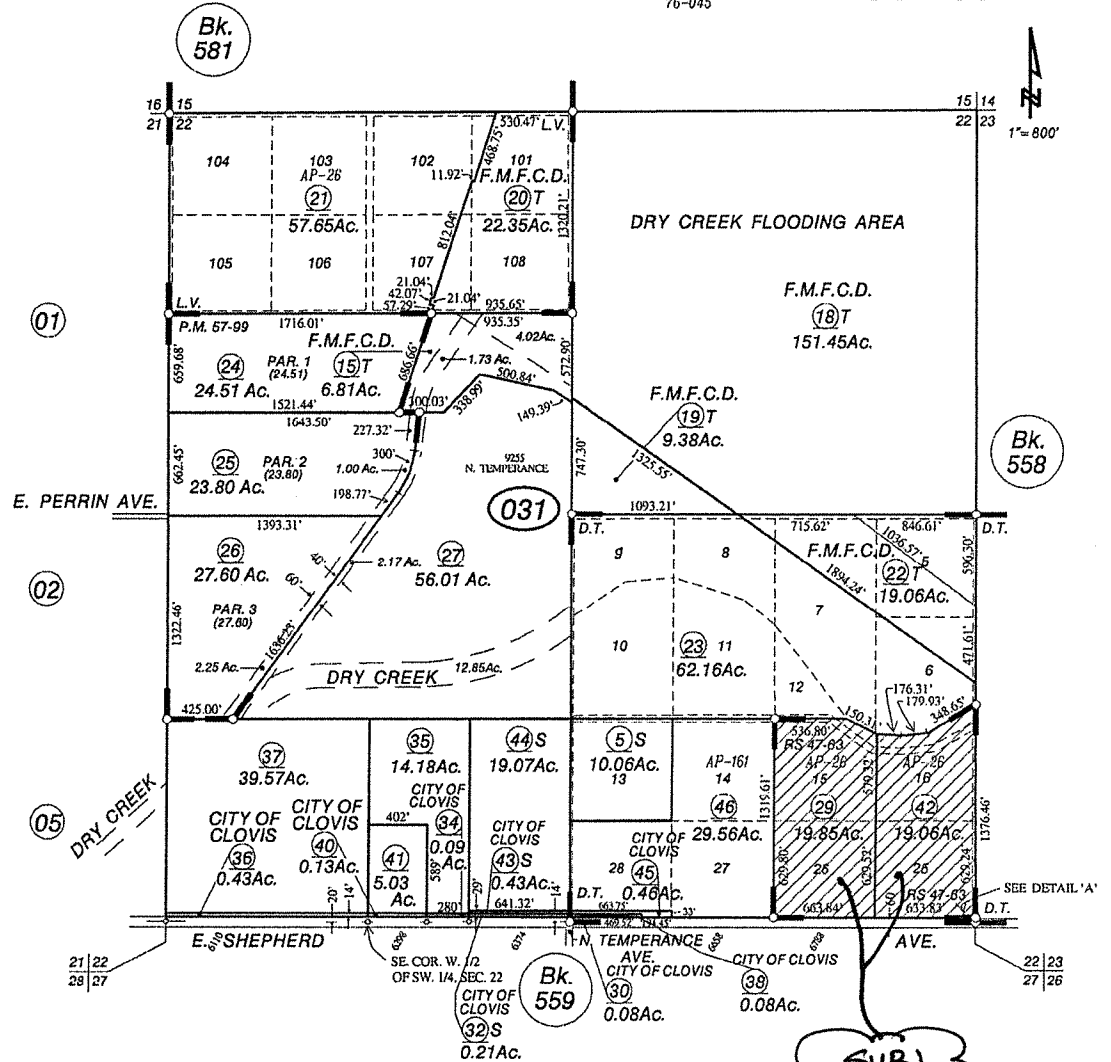 76-045
Bk.
581
16 15
21 22
15 14
22 23
1"= 800'
530.47' L.V.
104
103
102
101
AP-26
468.75'
11.92'
F.M.F.C.D.
21
20 T
57.65Ac.
22.35Ac.
1320.21'
812.04'
105
106
107
108
21.04'
42.07'
57.29'
21.04'
935.65'
DRY CREEK FLOODING AREA
F.M.F.C.D.
18 T
151.45Ac.
01
L.V.
P.M. 57-99
1716.01'
935.35'
F.M.F.C.D.
4.02Ac.
659.68'
24
PAR. 1
(24.51)
15 T
24.51 Ac.
6.81Ac.
686.66'
1.73 Ac.
572.90'
500.84'
338.99'
300.03'
149.39'
1521.44'
1643.50'
227.32'
F.M.F.C.D.
19 T
9.38Ac.
1325.55'
Bk.
558
662.45'
25
PAR. 2
(23.80)
23.80 Ac.
300'
1.00 Ac.
198.77'
9255
N. TEMPERANCE
747.30'
E. PERRIN AVE.
031
1393.31'
1093.21'
715.62'
846.61'
D.T.
D.T.
26
27.60 Ac.
40'
60'
2.17 Ac.
27
56.01 Ac.
9
8
1036.57'
5
F.M.F.C.D.
22 T
19.06Ac.
596.30'
1894.24'
02
1322.46'
PAR. 3
(27.60)
1636.23'
7
10
23
11
62.16Ac.
471.61'
2.25 Ac.
DRY CREEK
12.85Ac.
12
6
176.31'
179.93'
425.00'
150.31'
348.65'
37
39.57Ac.
35
14.18Ac.
44 S
19.07Ac.
5 S
10.06Ac.
13
AP-161
14
46
29.56Ac.
536.80'
RS 47-63
AP-26
15
29
19.85Ac.
579.32'
AP-26
16
42
19.06Ac.
1319.61'
1376.46'
05
DRY CREEK
CITY OF
CLOVIS
36
0.43Ac.
CITY OF
CLOVIS
40
0.13Ac.
402'
CITY OF
CLOVIS
34
0.09
Ac.
41
5.03
Ac.
589'
CITY OF
CLOVIS
43 S
0.43Ac.
CITY OF
CLOVIS
45
0.46Ac.
28
27
26
25
629.80'
629.52'
629.24'
RS 47-63
SEE DETAIL 'A'
20'
14'
280'
29'
641.32'
14'
D.T.
663.75'
33'
663.84'
60'
633.83'
D.T.
469.52'
E. SHEPHERD
6110
6298
6374
N. TEMPERANCE
AVE.
6658
6768
AVE.
21 22
28 27
SE. COR. W. 1/2
OF SW. 1/4, SEC. 22
Bk.
559
CITY OF CLOVIS
30
0.08Ac.
CITY OF CLOVIS
38
0.08Ac.
22 23
27 26
CITY OF
CLOVIS
32 S
0.21Ac.